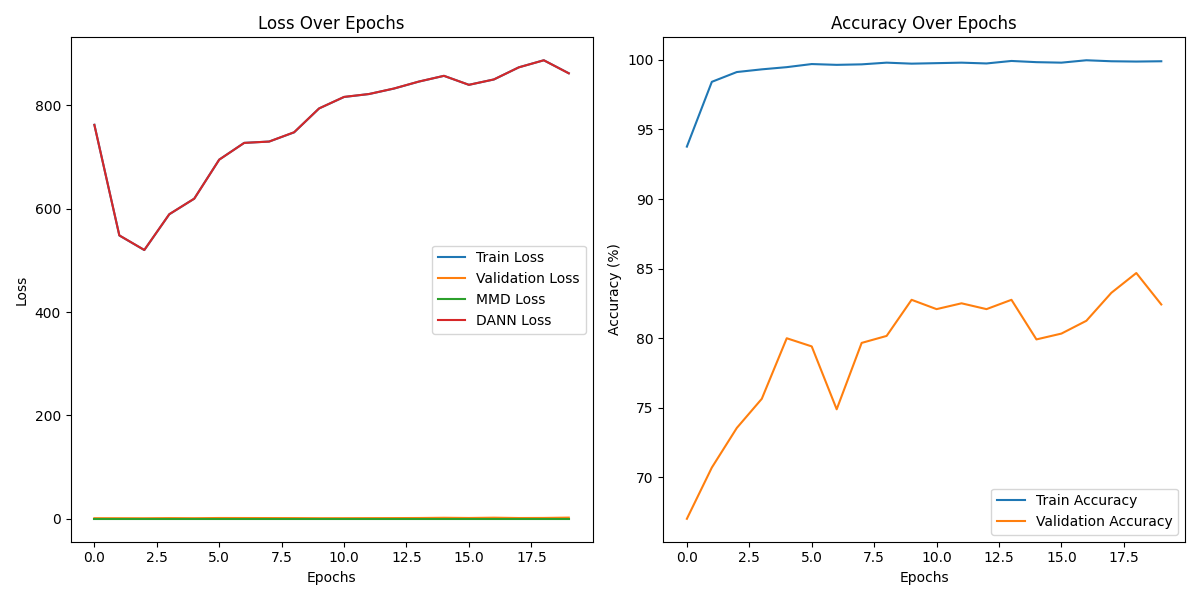 Loss Over Epochs
Loss
800
600
400
200
0
Train Loss
Validation Loss
MMD Loss
DANN Loss
0.0 2.5 5.0 7.5 10.0 12.5 15.0 17.5
Epochs
Accuracy Over Epochs
Accuracy (%)
100
95
90
85
80
75
70
Train Accuracy
Validation Accuracy
0.0 2.5 5.0 7.5 10.0 12.5 15.0 17.5
Epochs